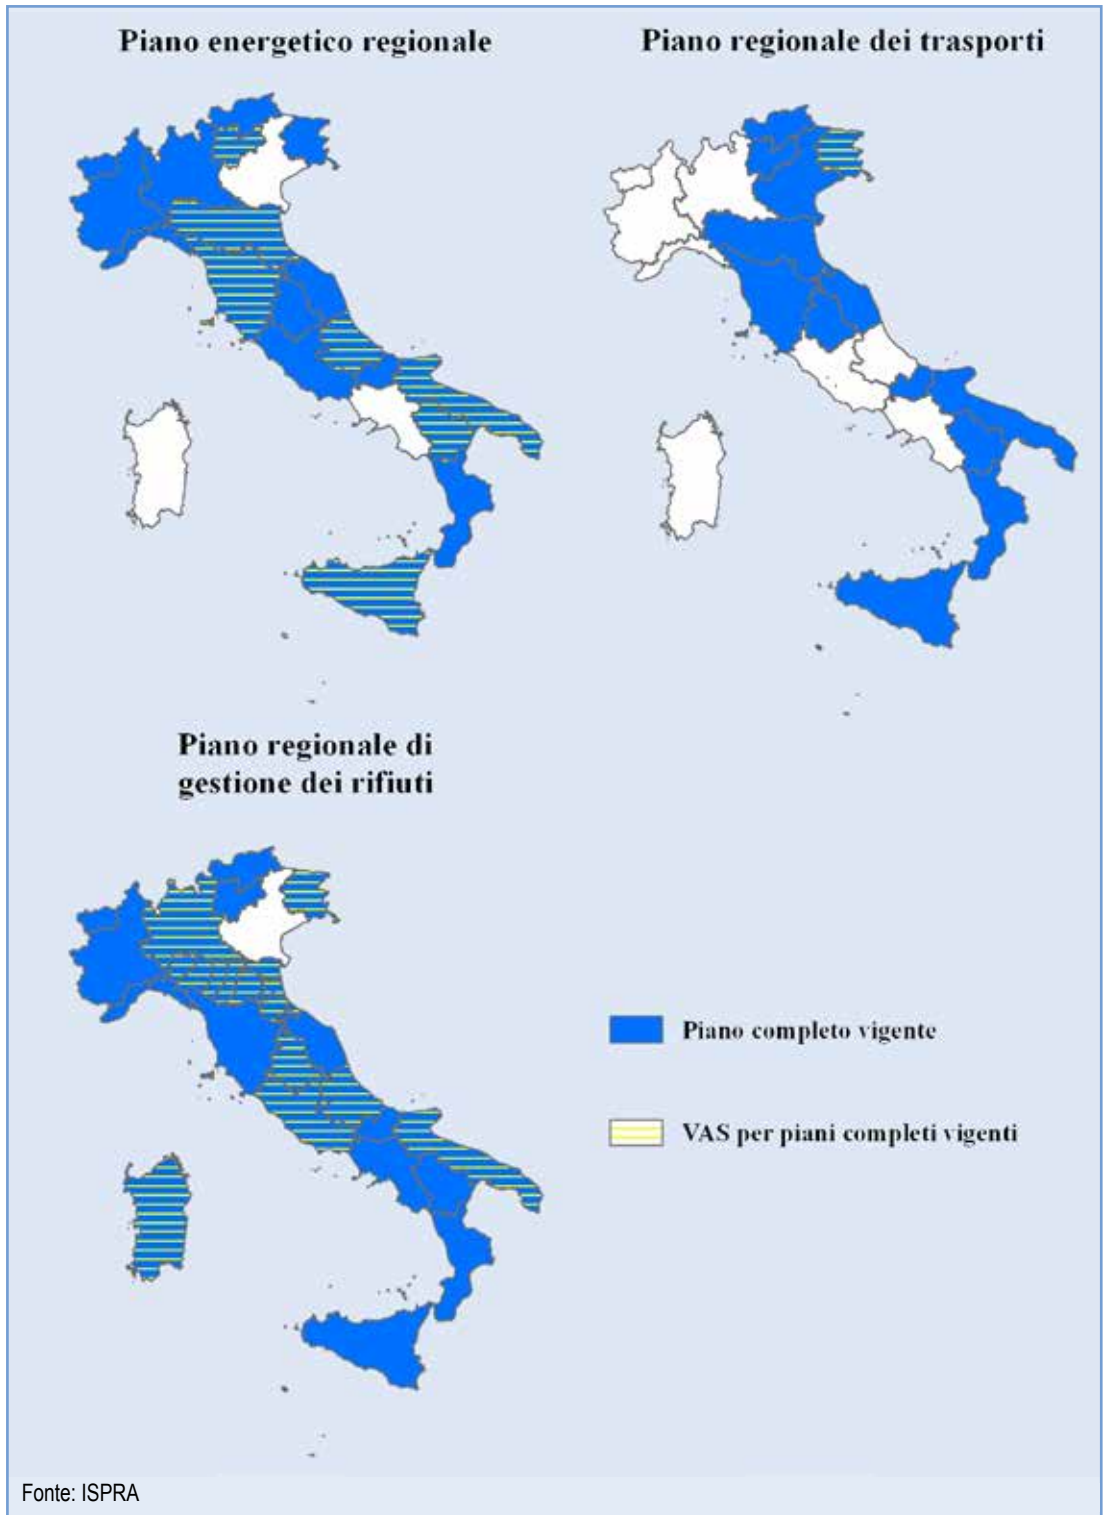 Piano energetico regionale
Piano regionale dei trasporti
Piano regionale di
gestione dei rifiuti
Piano completo vigente
VAS per piani completi vigenti
Fonte: ISPRA